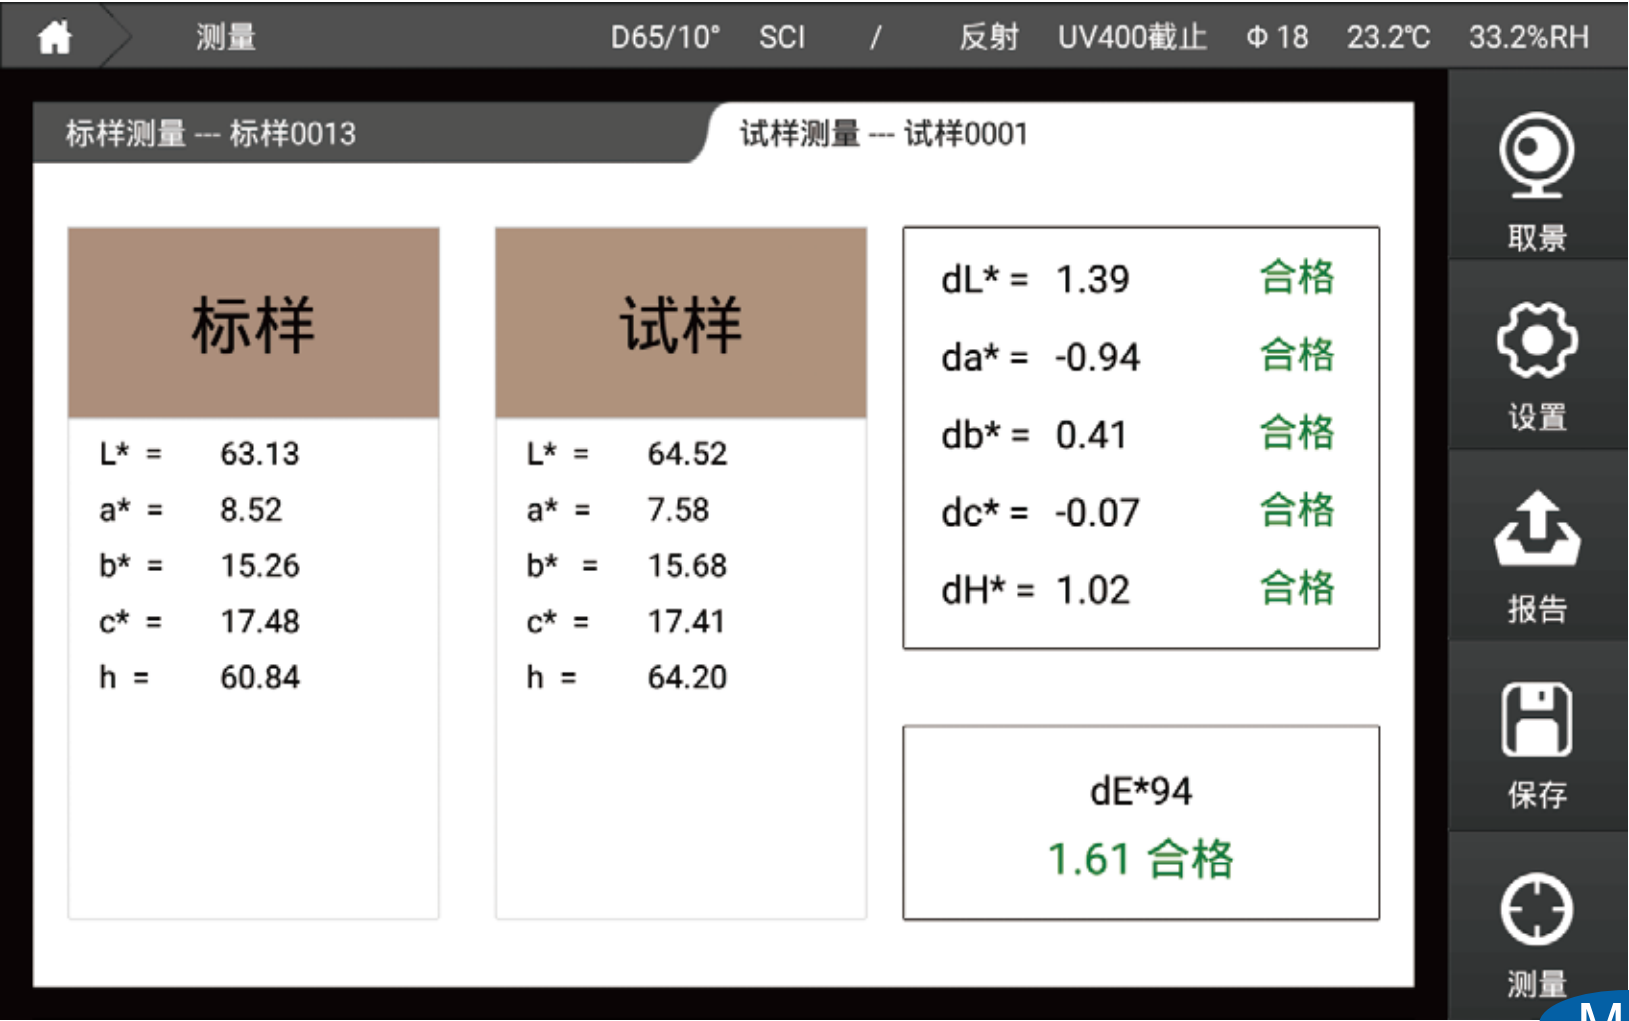 测量 D65/10° SCI / 反射 UV400截止 Φ 18 23.2℃ 33.2%RH
标样测量 --- 标样0013
试样测量 --- 试样0001
标样
L* = 63.13
a* = 8.52
b* = 15.26
c* = 17.48
h = 60.84
试样
L* = 64.52
a* = 7.58
b* = 15.68
c* = 17.41
h = 64.20
dL* = 1.39 合格
da* = -0.94 合格
db* = 0.41 合格
dc* = -0.07 合格
dH* = 1.02 合格
dE*94
1.61 合格
取景
设置
报告
保存
测量
M